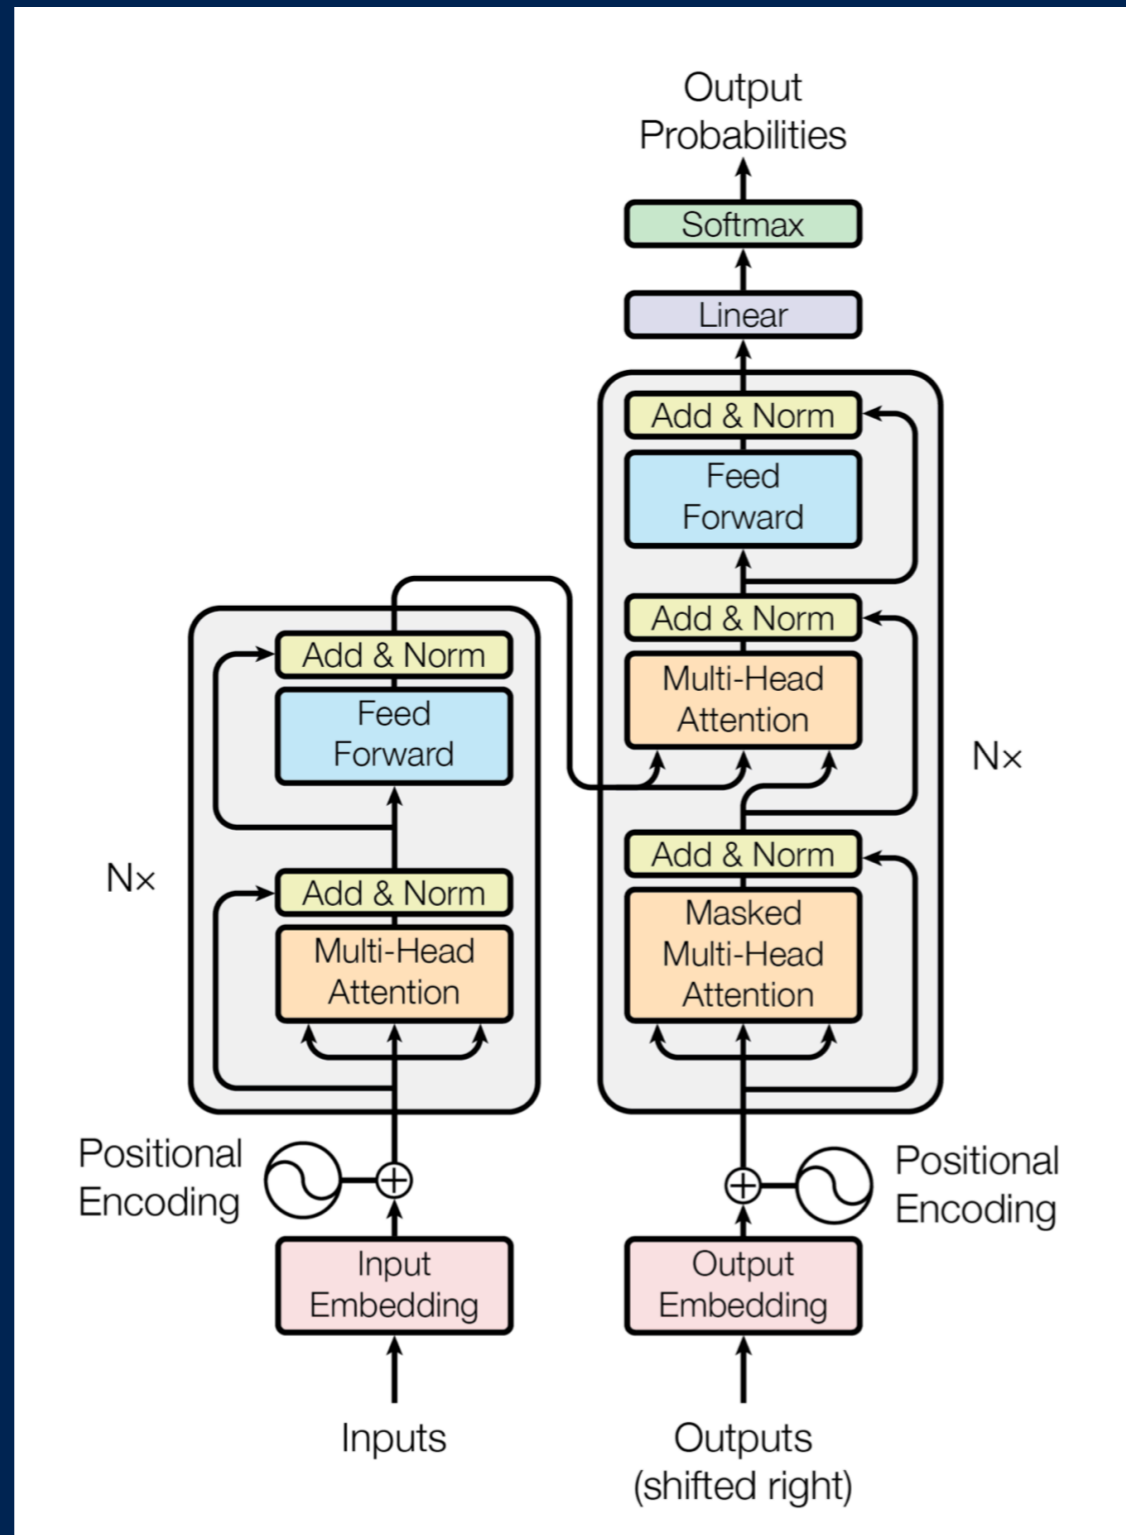 Output
Probabilities
Softmax
Linear
Add & Norm
Feed
Forward
Add & Norm
Multi-Head
Attention
Nx
Add & Norm
Masked
Multi-Head
Attention
Add & Norm
Feed
Forward
Nx
Add & Norm
Multi-Head
Attention
Positional
Encoding
Positional
Encoding
Input
Embedding
Output
Embedding
Inputs
Outputs
(shifted right)